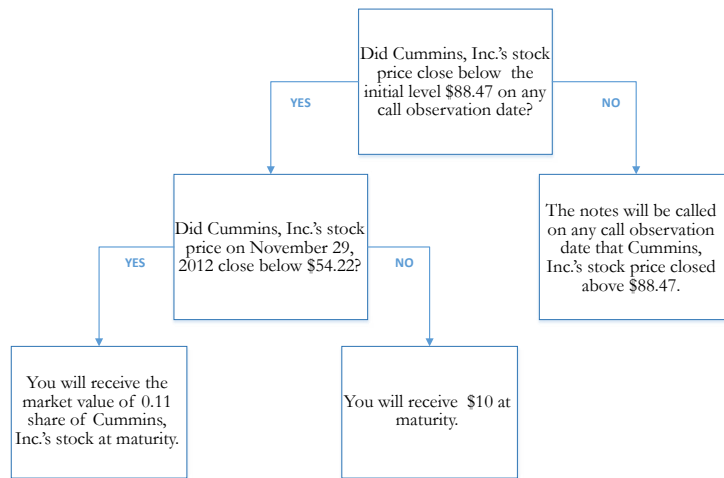 Did Cummins, Inc.'s stock
price close below the
initial level $88.47 on any
call observation date?
YES
NO
Did Cummins, Inc.'s stock
price on November 29,
2012 close below $54.22?
The notes will be called
on any call observation
date that Cummins,
Inc.'s stock price closed
above $88.47.
YES
NO
You will receive the
market value of 0.11
share of Cummins,
Inc.'s stock at maturity.
You will receive $10 at
maturity.